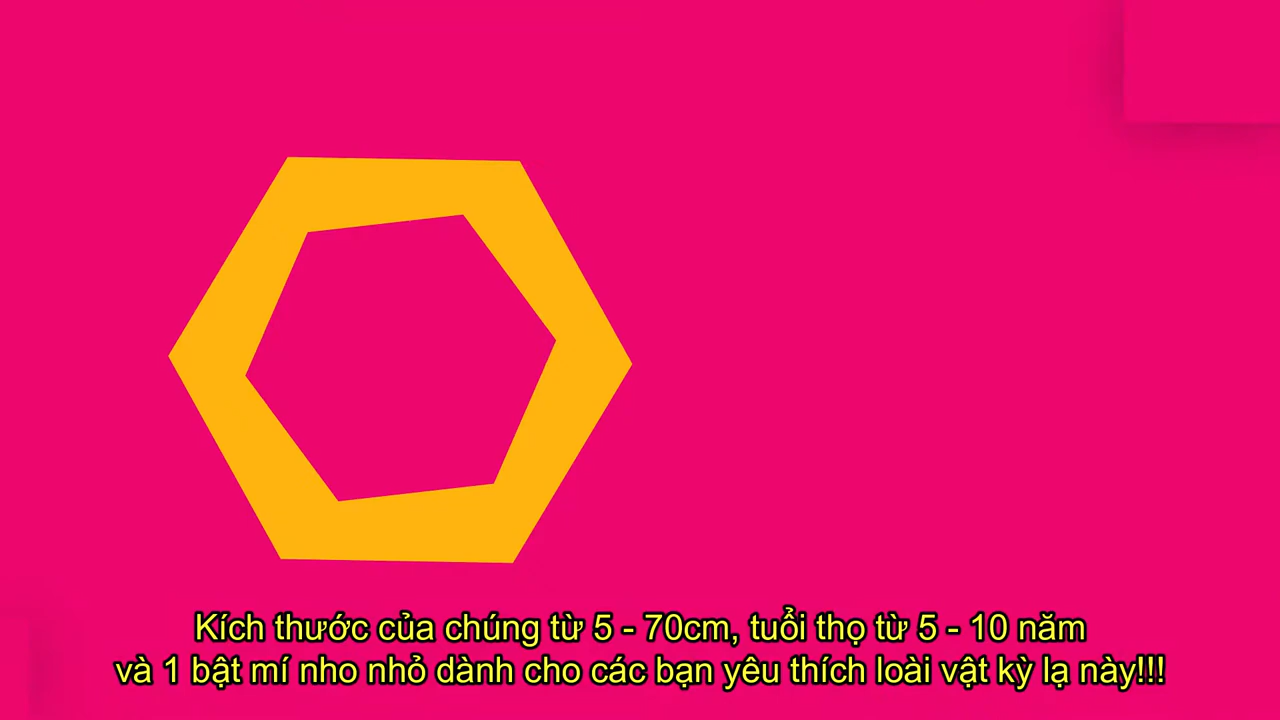 Kích thước của chúng từ 5 - 70cm, tuổi thọ từ 5 - 10 năm
và 1 bật mí nho nhỏ dành cho các bạn yêu thích loài vật kỳ lạ này!!!